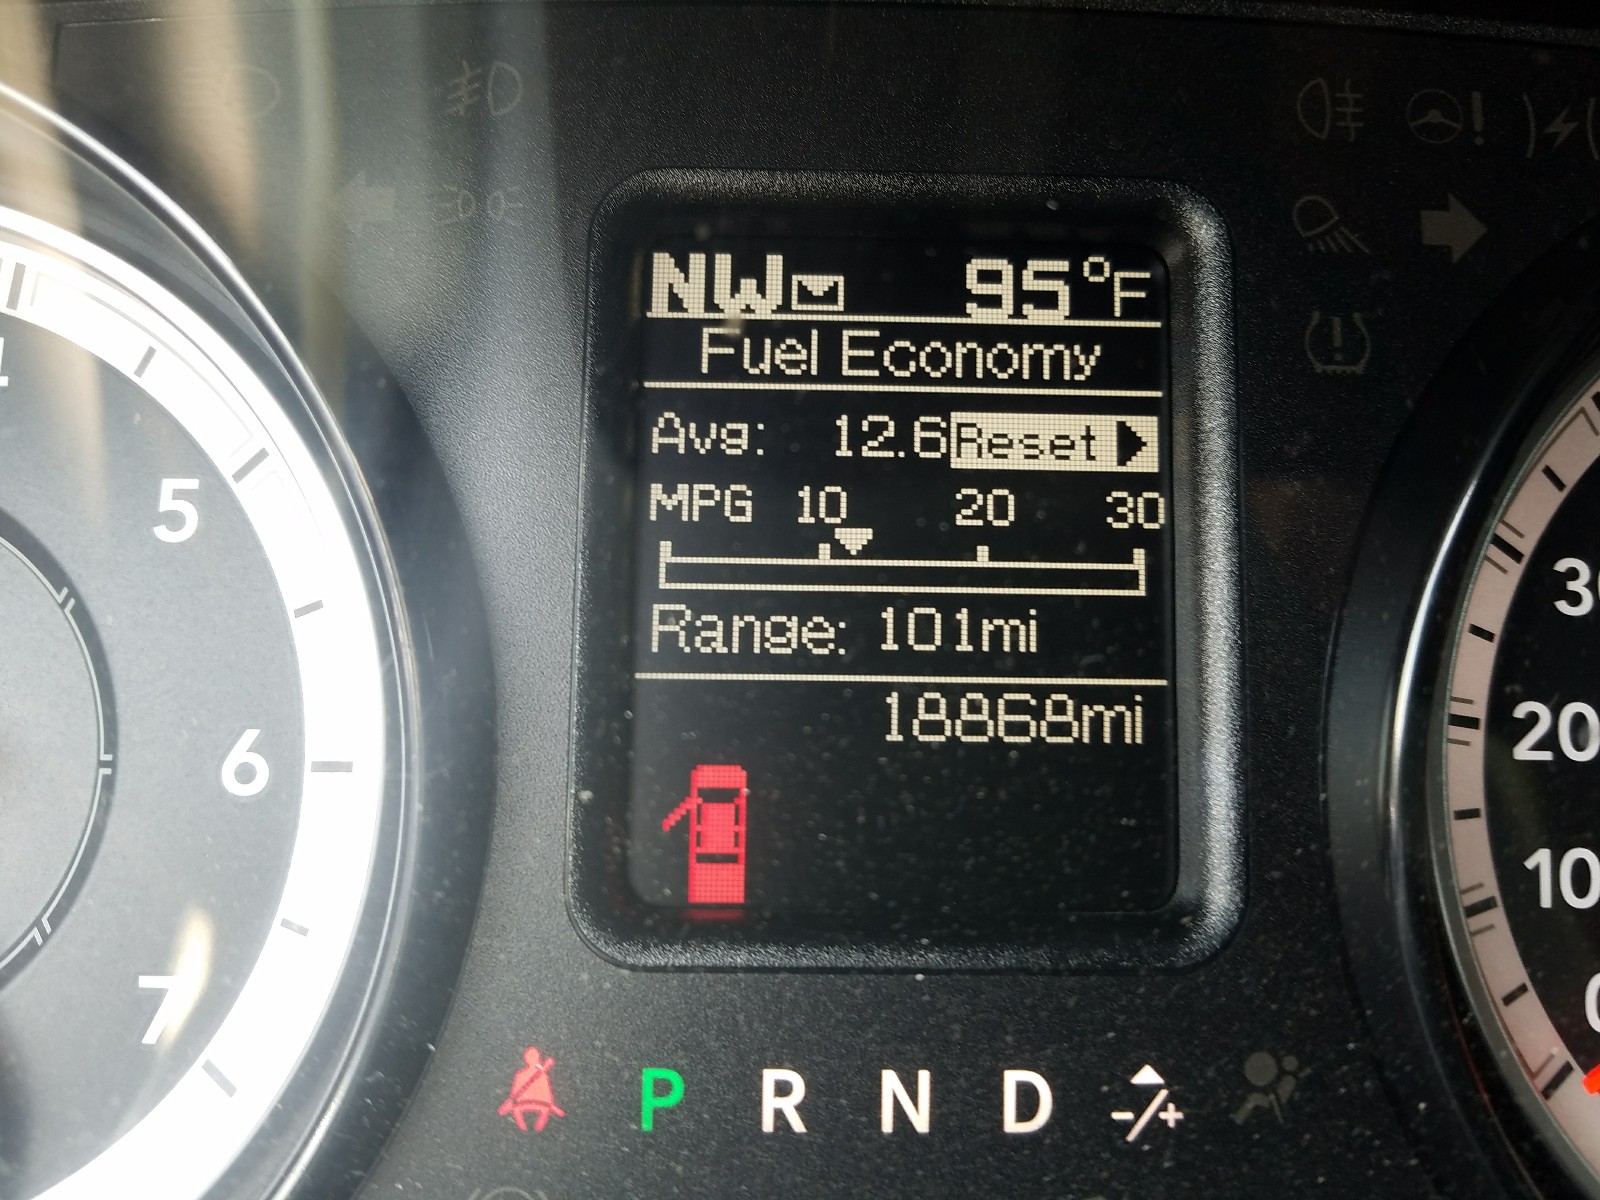 NW 95°F
Fuel Economy
Avg: 12.6 Reset
MPG 10 20 30
Range: 101mi
18868mi
5
6
7
20
10
P R N D -/+